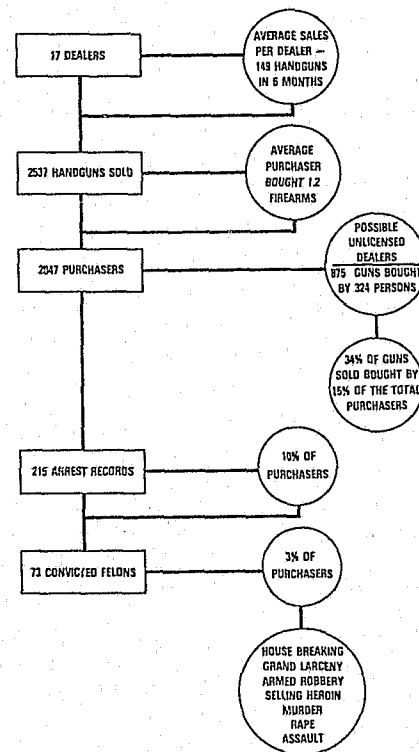 17 DEALERS
AVERAGE SALES
PER DEALER —
149 HANDGUNS
IN 6 MONTHS
2537 HANDGUNS SOLD
AVERAGE
PURCHASER
BOUGHT 1.2
FIREARMS
2047 PURCHASERS
POSSIBLE
UNLICENSED
DEALERS
875 GUNS BOUGHT
BY 324 PERSONS
34% OF GUNS
SOLD BOUGHT BY
15% OF THE TOTAL
PURCHASERS
215 ARREST RECORDS
10% OF
PURCHASERS
73 CONVICTED FELONS
3% OF
PURCHASERS
HOUSE BREAKING
GRAND LARCENY
ARMED ROBBERY
SELLING HEROIN
MURDER
RAPE
ASSAULT